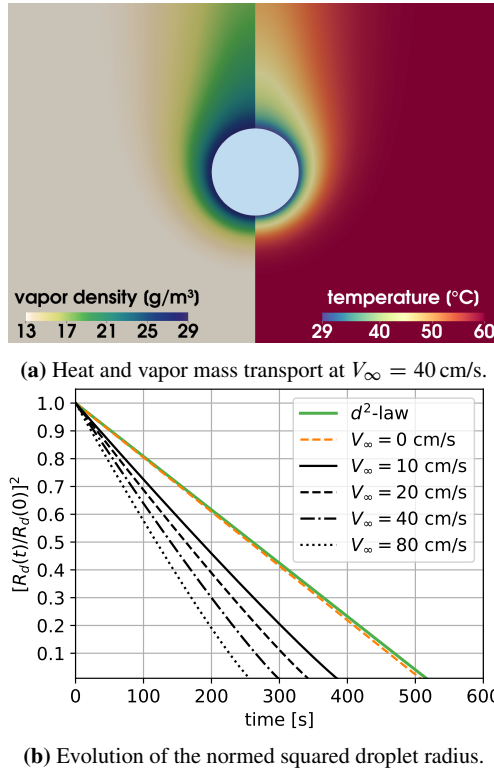 vapor density [g/m³]
temperature (°C)
13 17 21 25 29
29 40 50 60
(a) Heat and vapor mass transport at V∞ = 40 cm/s.
[R_d(t)/R_d(0)]²
1.0
0.9
0.8
0.7
0.6
0.5
0.4
0.3
0.2
0.1
d²-law
V∞ = 0 cm/s
V∞ = 10 cm/s
V∞ = 20 cm/s
V∞ = 40 cm/s
V∞ = 80 cm/s
0 100 200 300 400 500 600
time [s]
(b) Evolution of the normed squared droplet radius.